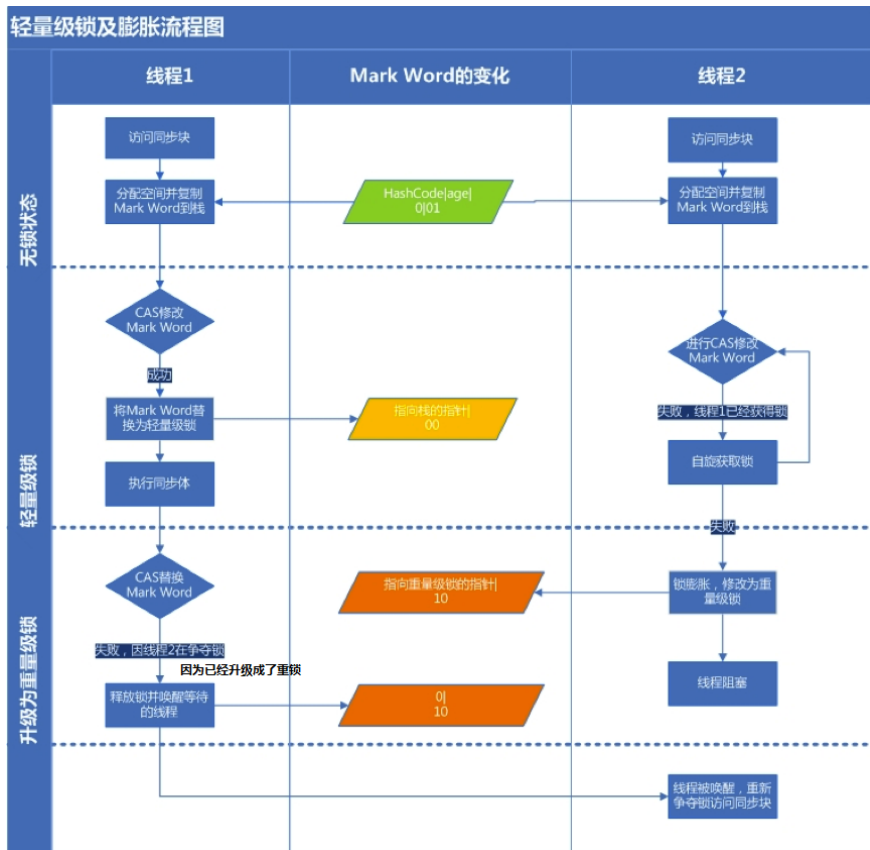 轻量级锁及膨胀流程图
线程1
Mark Word的变化
线程2
无锁状态
访问同步块
访问同步块
分配空间并复制
Mark Word到栈
HashCode|age|
0|01
分配空间并复制
Mark Word到栈
轻量级锁
CAS修改
Mark Word
进行CAS修改
Mark Word
成功
将Mark Word替
换为轻量级锁
指向栈的指针|
00
失败，线程1已经获得锁
执行同步体
自旋获取锁
失败
升级为重量级锁
CAS替换
Mark Word
指向重量级锁的指针|
10
锁膨胀，修改为重
量级锁
失败，因线程2在争夺锁
因为已经升级成了重锁
释放锁并唤醒等待
的线程
0|
10
线程阻塞
线程被唤醒，重新
争夺锁访问同步块